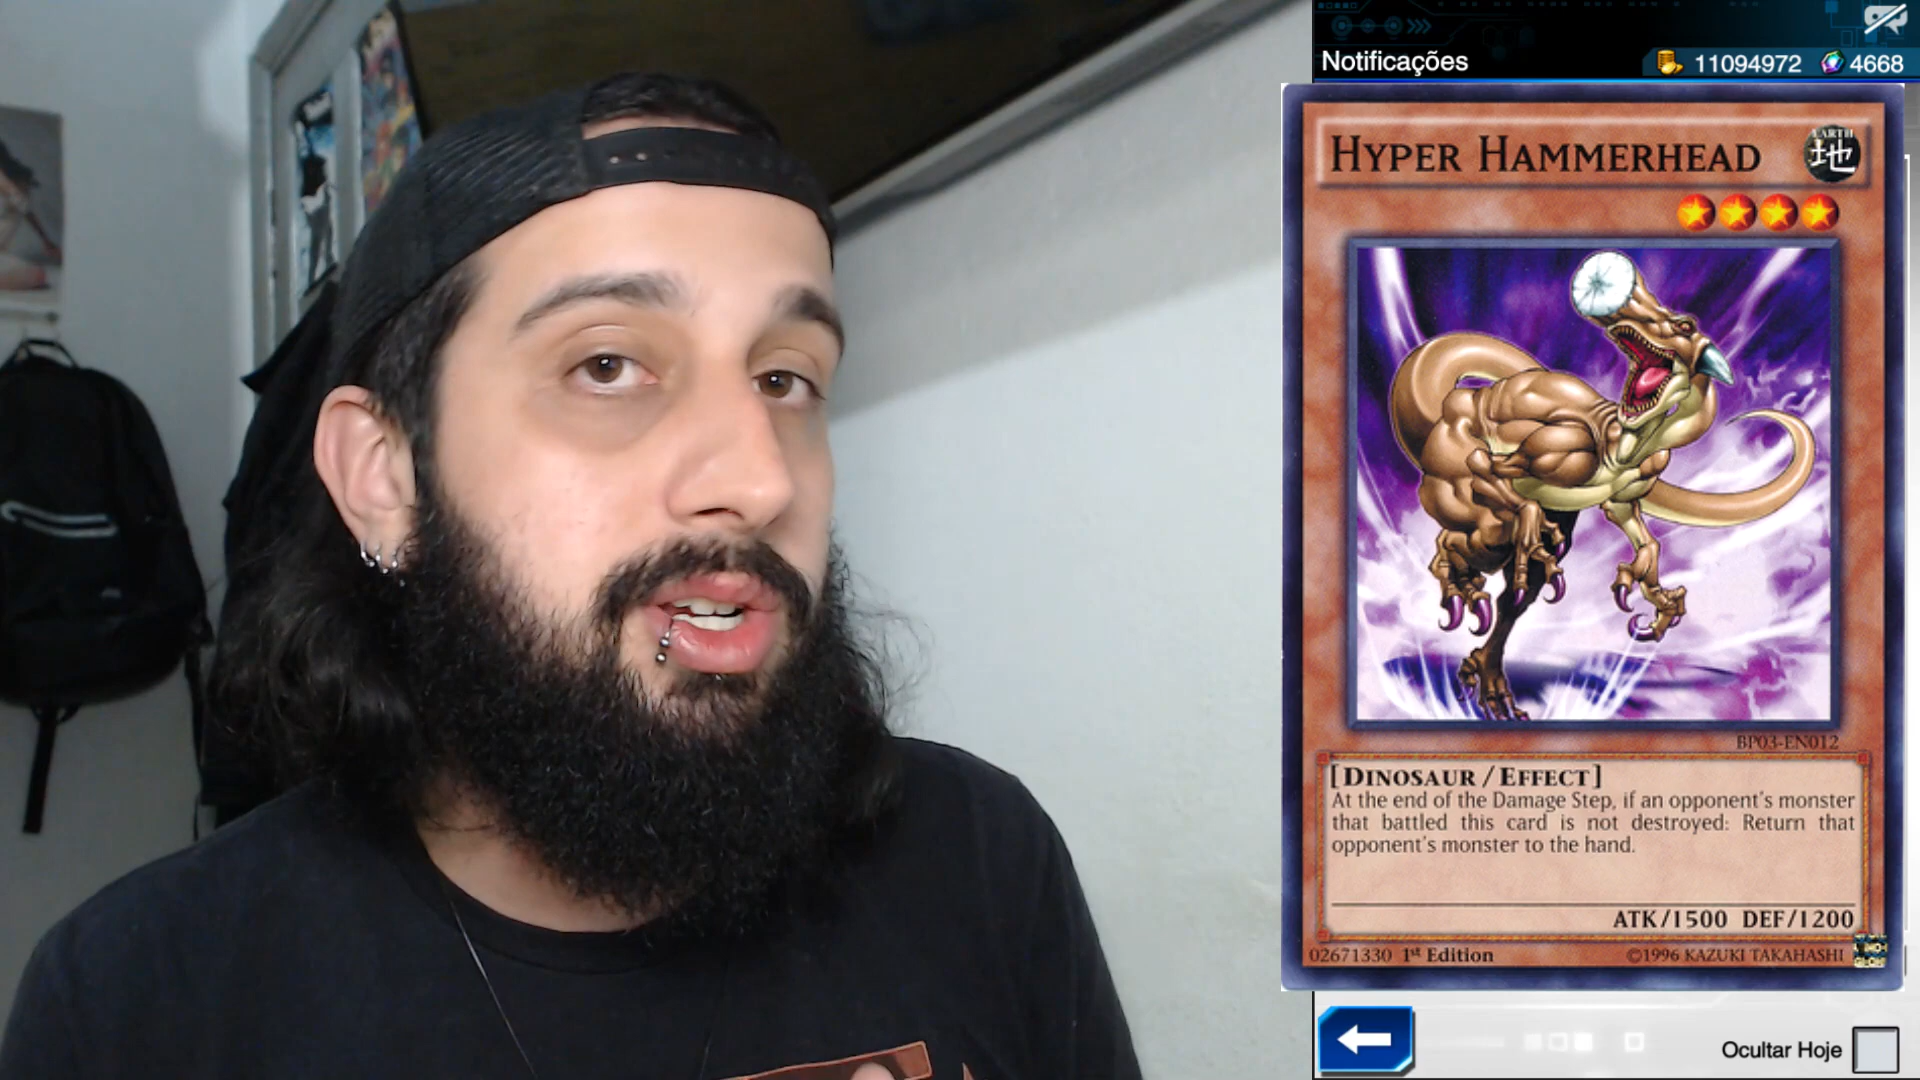 Notificações
11094972
4668
HYPER HAMMERHEAD
EARTH
地
BP03-EN012
[DINOSAUR/EFFECT]
At the end of the Damage Step, if an opponent's monster
that battled this card is not destroyed: Return that
opponent's monster to the hand.
ATK/1500 DEF/1200
02671330 1st Edition
©1996 KAZUKI TAKAHASHI
Ocultar Hoje